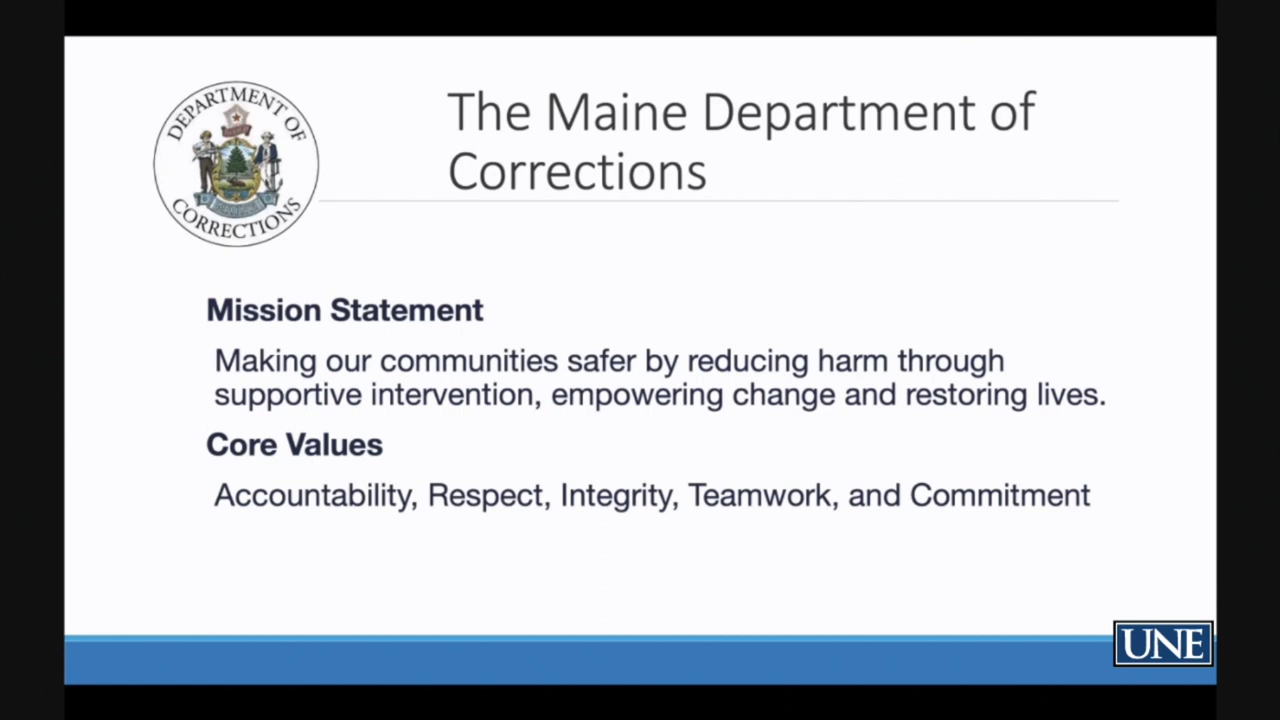 DEPARTMENT OF
CORRECTIONS
The Maine Department of
Corrections
Mission Statement
Making our communities safer by reducing harm through
supportive intervention, empowering change and restoring lives.
Core Values
Accountability, Respect, Integrity, Teamwork, and Commitment
UNE